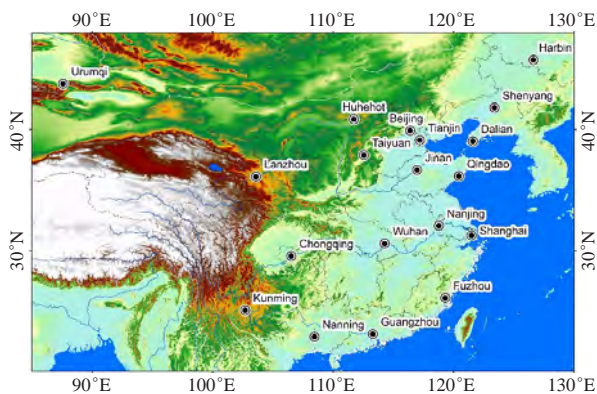 90°E 100°E 110°E 120°E 130°E
Harbin
Urumqi
Shenyang
Huhehot
Beijing
Tianjin
Dalian
40°N
Taiyuan
Jinan
Qingdao
Lanzhou
Nanjing
Shanghai
Wuhan
Chongqing
30°N
Fuzhou
Kunming
Guangzhou
Nanning
90°E 100°E 110°E 120°E 130°E